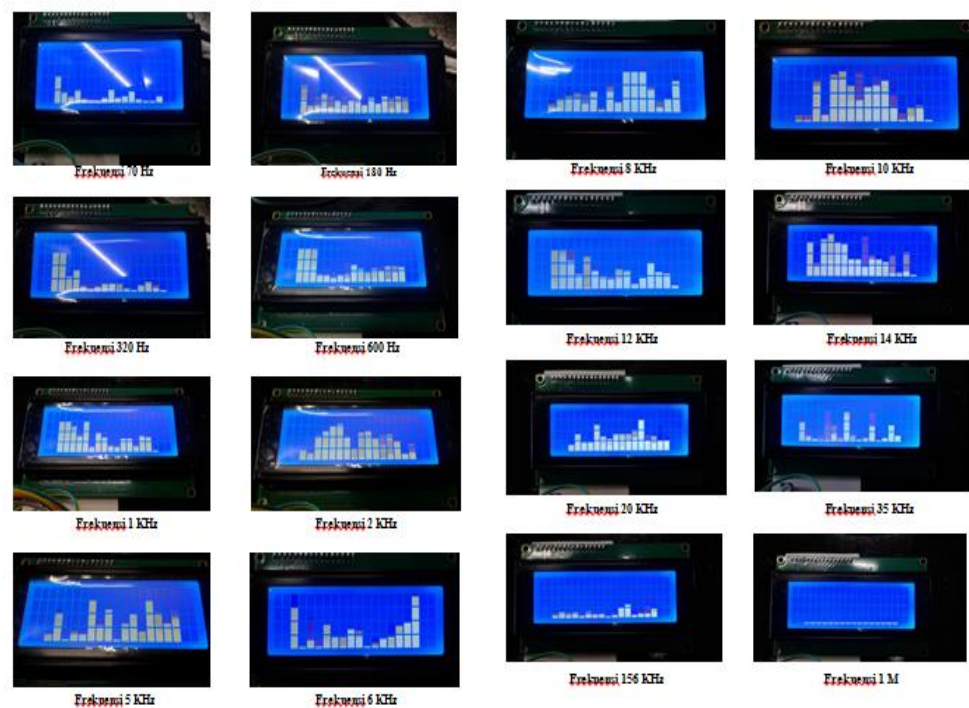 Frekuensi 70 Hz
Frekuensi 180 Hz
Frekuensi 8 KHz
Frekuensi 10 KHz
Frekuensi 320 Hz
Frekuensi 600 Hz
Frekuensi 12 KHz
Frekuensi 14 KHz
Frekuensi 1 KHz
Frekuensi 2 KHz
Frekuensi 20 KHz
Frekuensi 35 KHz
Frekuensi 5 KHz
Frekuensi 6 KHz
Frekuensi 156 KHz
Frekuensi 1 M